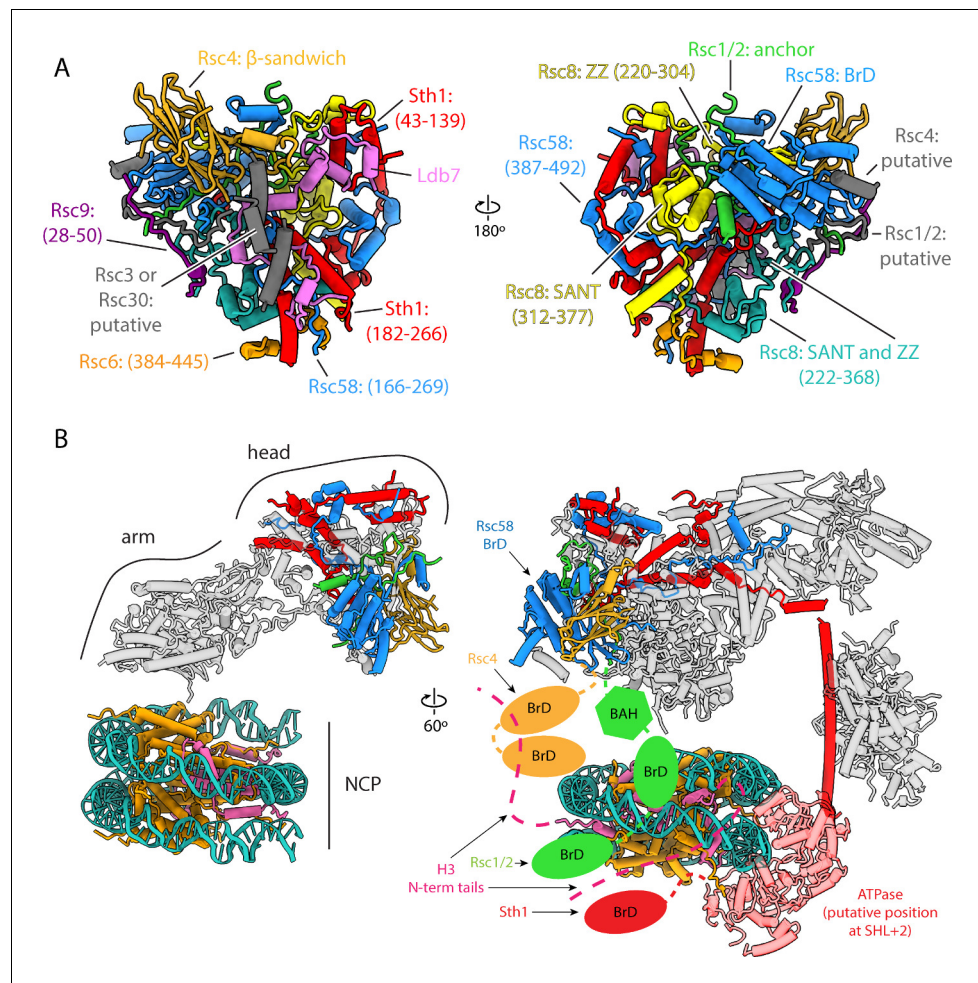 A
Rsc4: β-sandwich
Sth1:
(43-139)
Ldb7
Rsc9:
(28-50)
Rsc3 or
Rsc30:
putative
Sth1:
(182-266)
Rsc6: (384-445)
Rsc58: (166-269)
180º
Rsc1/2: anchor
Rsc8: ZZ (220-304)
Rsc58: BrD
Rsc58:
(387-492)
Rsc4:
putative
Rsc1/2:
putative
Rsc8: SANT
(312-377)
Rsc8: SANT and ZZ
(222-368)
B
head
arm
NCP
60º
Rsc58
BrD
Rsc4
BrD
BAH
BrD
BrD
BrD
H3
N-term tails
Rsc1/2
Sth1
BrD
ATPase
(putative position
at SHL+2)